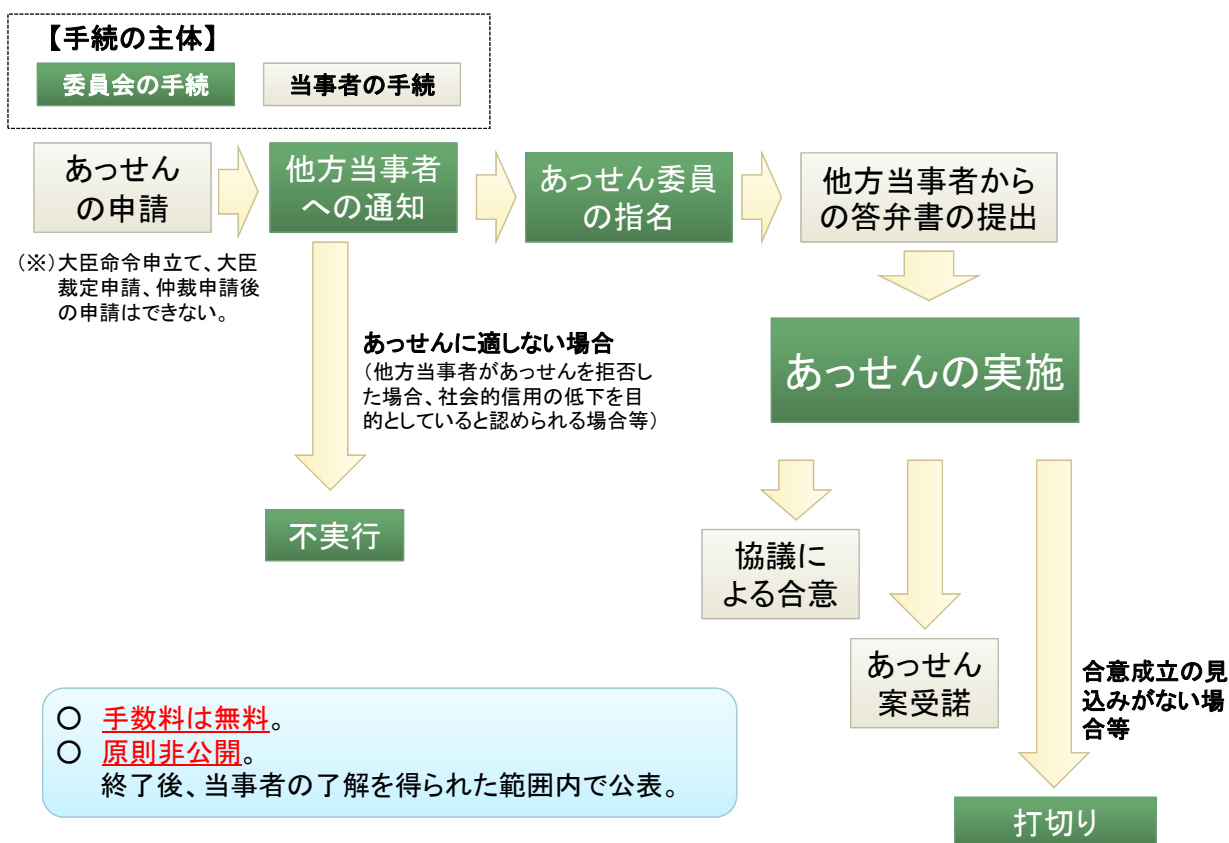 【手続の主体】
委員会の手続
当事者の手続
あっせん
の申請
他方当事者
への通知
あっせん委員
の指名
他方当事者から
の答弁書の提出
（※）大臣命令申立て、大臣
裁定申請、仲裁申請後
の申請はできない。
あっせんに適しない場合
（他方当事者があっせんを拒否し
た場合、社会的信用の低下を目
的としていると認められる場合等）
あっせんの実施
不実行
協議に
よる合意
あっせん
案受諾
合意成立の見
込みがない場
合等
打切り
○ 手数料は無料。
○ 原則非公開。
終了後、当事者の了解を得られた範囲内で公表。